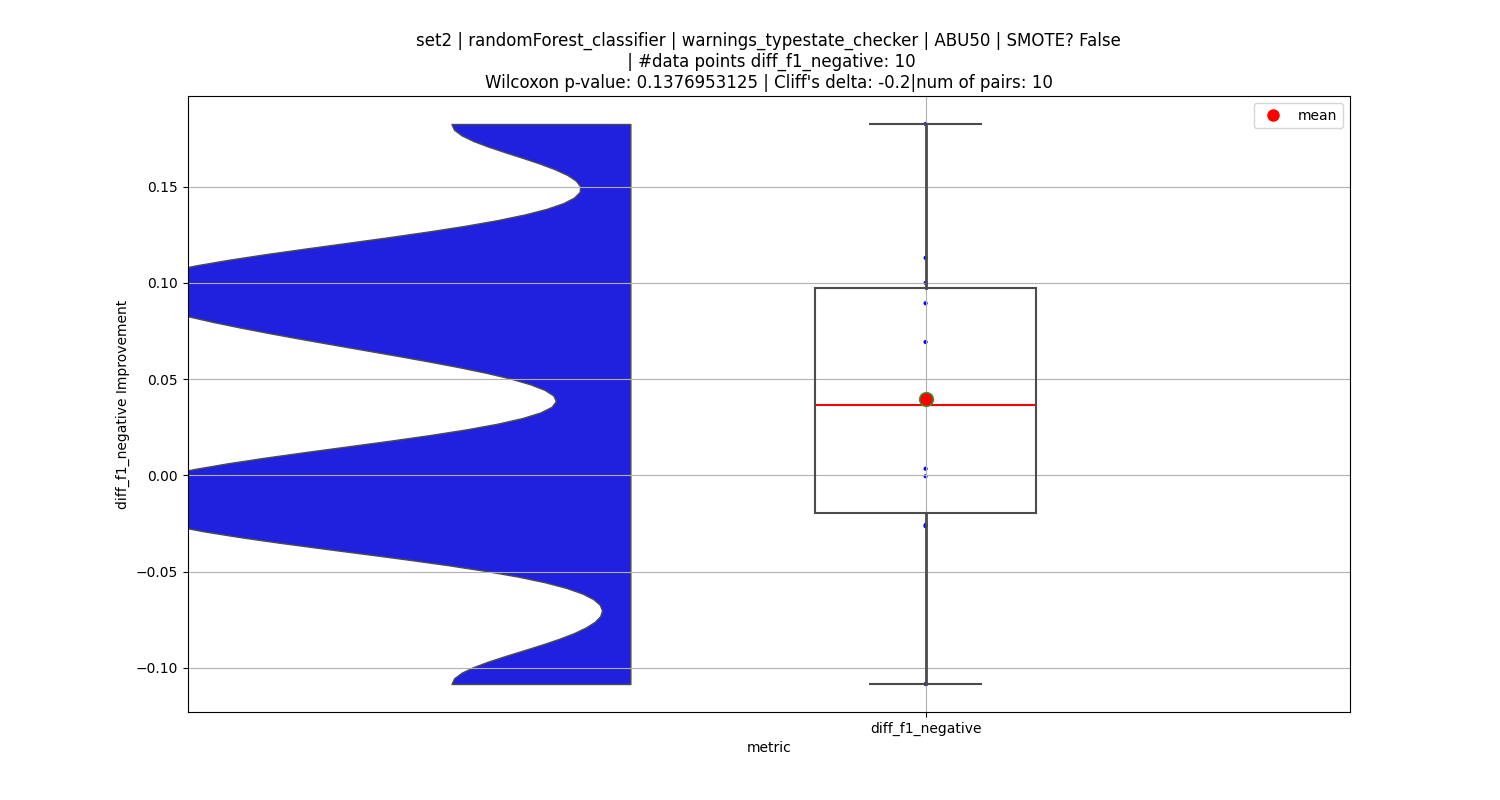 set2 | randomForest_classifier | warnings_typestate_checker | ABU50 | SMOTE? False
| #data points diff_f1_negative: 10
Wilcoxon p-value: 0.1376953125 | Cliff's delta: -0.2|num of pairs: 10
mean
0.15
0.10
0.05
0.00
−0.05
−0.10
diff_f1_negative Improvement
diff_f1_negative
metric